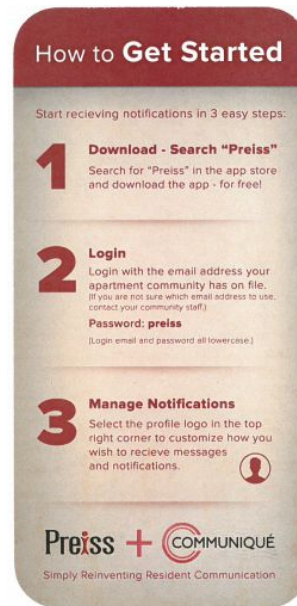 How to Get Started
Start recieving notifications in 3 easy steps:
1
Download - Search “Preiss”
Search for “Preiss” in the app store
and download the app - for free!
2
Login
Login with the email address your
apartment community has on file.
(If you are not sure which email address to use,
contact your community staff.)
Password: preiss
[Login email and password all lowercase.]
3
Manage Notifications
Select the profile logo in the top
right corner to customize how you
wish to recieve messages
and notifications.
Preiss + COMMUNIQUÉ
Simply Reinventing Resident Communication